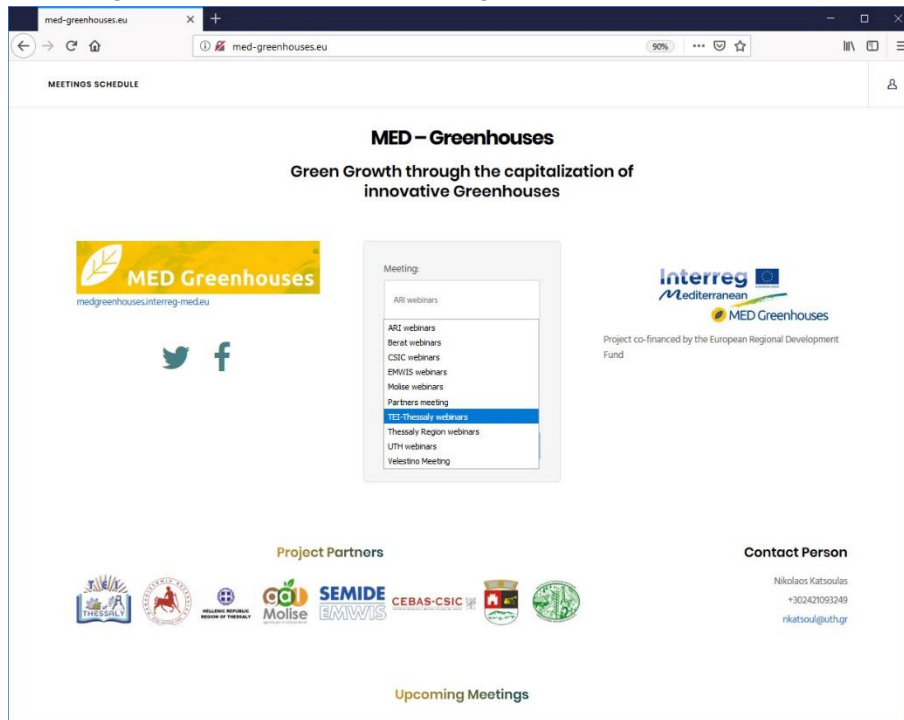 med-greenhouses.eu
med-greenhouses.eu
90%
MEETINGS SCHEDULE
MED – Greenhouses
Green Growth through the capitalization of
innovative Greenhouses
MED Greenhouses
medgreenhouses.interreg-med.eu
Meeting:
ARI webinars
ARI webinars
Berat webinars
CSIC webinars
EMWIS webinars
Molise webinars
Partners meeting
TEI-Thessaly webinars
Thessaly Region webinars
UTH webinars
Velestino Meeting
Interreg
Mediterranean
MED Greenhouses
Project co-financed by the European Regional Development
Fund
Project Partners
T.E.I.
THESSALY
HELLENIC REPUBLIC
REGION OF THESSALY
gal
Molise
SEMIDE
EMWIS
CEBAS-CSIC
Contact Person
Nikolaos Katsoulas
+302421093249
nkatsoul@uth.gr
Upcoming Meetings